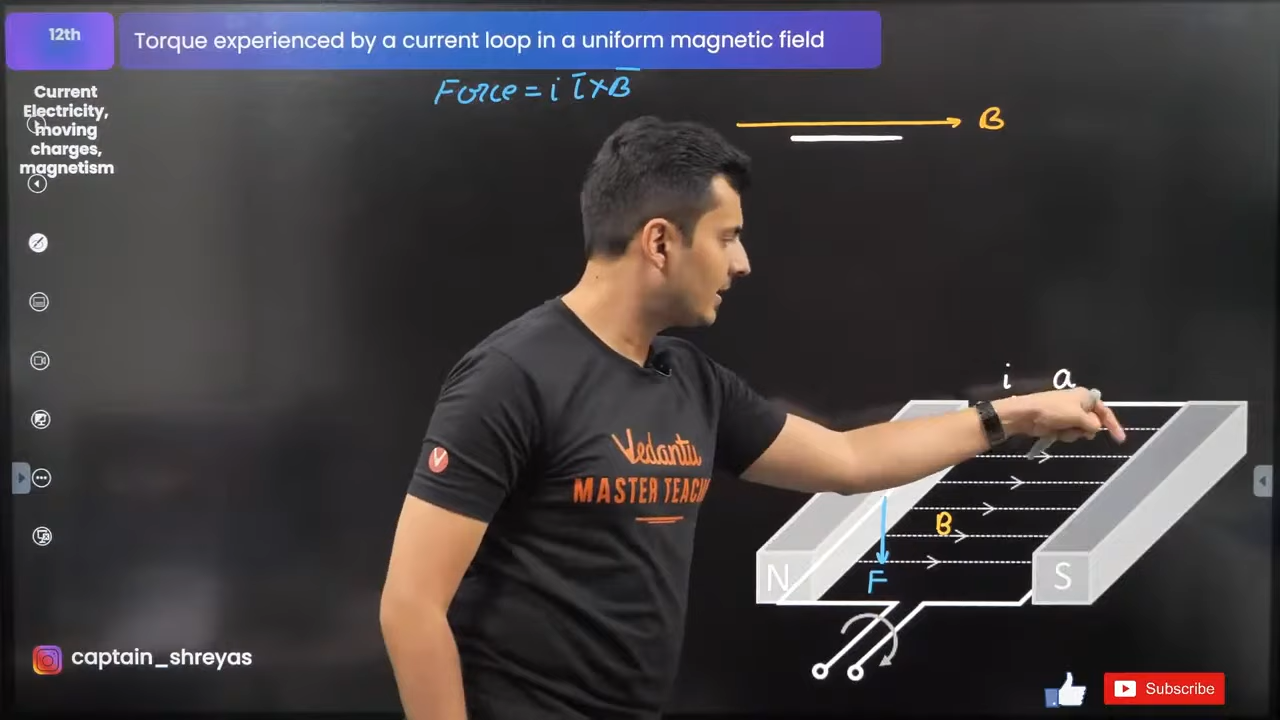 12th
Torque experienced by a current loop in a uniform magnetic field
Current
Electricity,
moving
charges,
magnetism
Force = i l̅ × B̅
B
i a
B
F
N
S
V
Vedantu
MASTER
captain_shreyas
Subscribe